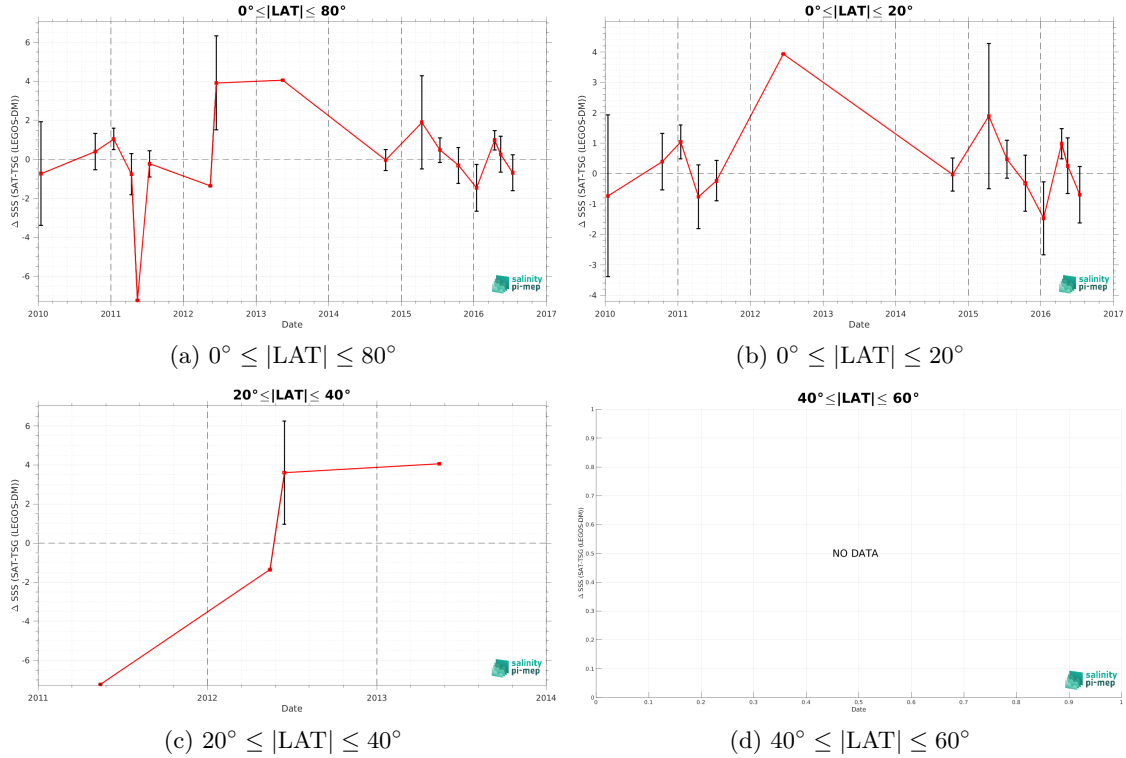 0°≤|LAT|≤ 80°
Δ SSS (SAT-TSG (LEGOS-DM))
6
4
2
0
-2
-4
-6
2010 2011 2012 2013 2014 2015 2016 2017
Date
salinity
pi-mep
(a) 0° ≤ |LAT| ≤ 80°
0°≤|LAT|≤ 20°
Δ SSS (SAT-TSG (LEGOS-DM))
4
3
2
1
0
-1
-2
-3
-4
2010 2011 2012 2013 2014 2015 2016 2017
Date
salinity
pi-mep
(b) 0° ≤ |LAT| ≤ 20°
20°≤|LAT|≤ 40°
Δ SSS (SAT-TSG (LEGOS-DM))
6
4
2
0
-2
-4
-6
2011 2012 2013 2014
Date
salinity
pi-mep
(c) 20° ≤ |LAT| ≤ 40°
40°≤|LAT|≤ 60°
Δ SSS (SAT-TSG (LEGOS-DM))
1
0.9
0.8
0.7
0.6
0.5
0.4
0.3
0.2
0.1
0
NO DATA
0 0.1 0.2 0.3 0.4 0.5 0.6 0.7 0.8 0.9 1
Date
salinity
pi-mep
(d) 40° ≤ |LAT| ≤ 60°